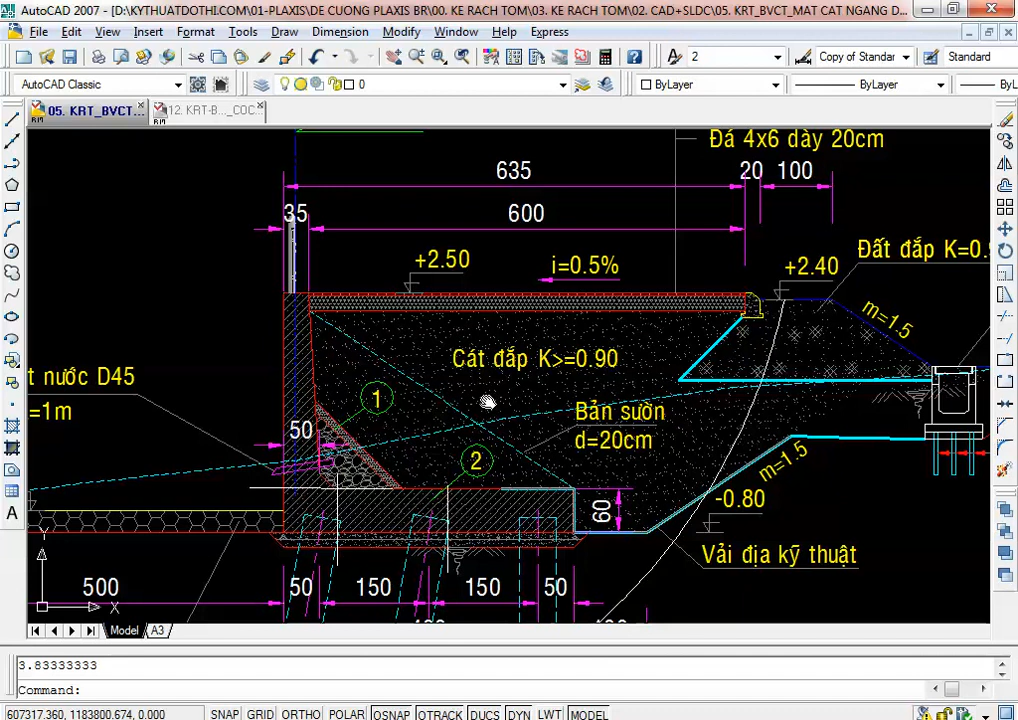 AutoCAD 2007 - [D:\KYTHUATDOTHI.COM\01-PLAXIS\DE CUONG PLAXIS BR\00. KE RACH TOM\03. KE RACH TOM\02. CAD+SLDC\05. KRT_BVCT_MAT CAT NGANG D...
File Edit View Insert Format Tools Draw Dimension Modify Window Help Express
2 Copy of Standar Standard
AutoCAD Classic 0 ByLayer ByLayer ByL
05. KRT_BVCT... 12. KRT-B..._COC...
Đá 4x6 dày 20cm
635 20 100
35 600
+2.50 i=0.5% +2.40 Đất đắp K=0.
m=1.5
Cát đắp K>=0.90
t nước D45
=1m
1
Bản sườn
d=20cm
50
2
m=1.5
60
-0.80
Vải địa kỹ thuật
Y
500 50 150 150 50
X
Model A3
3.83333333
Command:
607317.360, 1183800.674, 0.000 SNAP GRID ORTHO POLAR OSNAP OTRACK DUCS DYN LWT MODEL